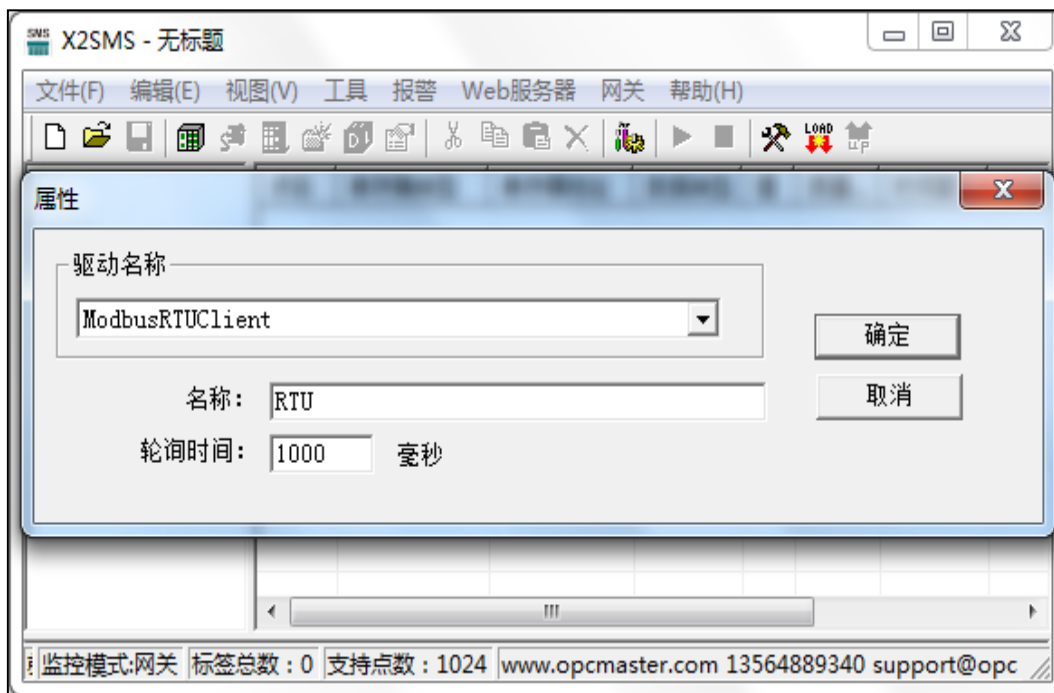 SMS X2SMS - 无标题
文件(F) 编辑(E) 视图(V) 工具 报警 Web服务器 网关 帮助(H)
LOAD UP
属性
驱动名称
ModbusRTUClient
确定
名称: RTU
取消
轮询时间: 1000 毫秒
监控模式:网关 标签总数:0 支持点数:1024 www.opcmaster.com 13564889340 support@opc